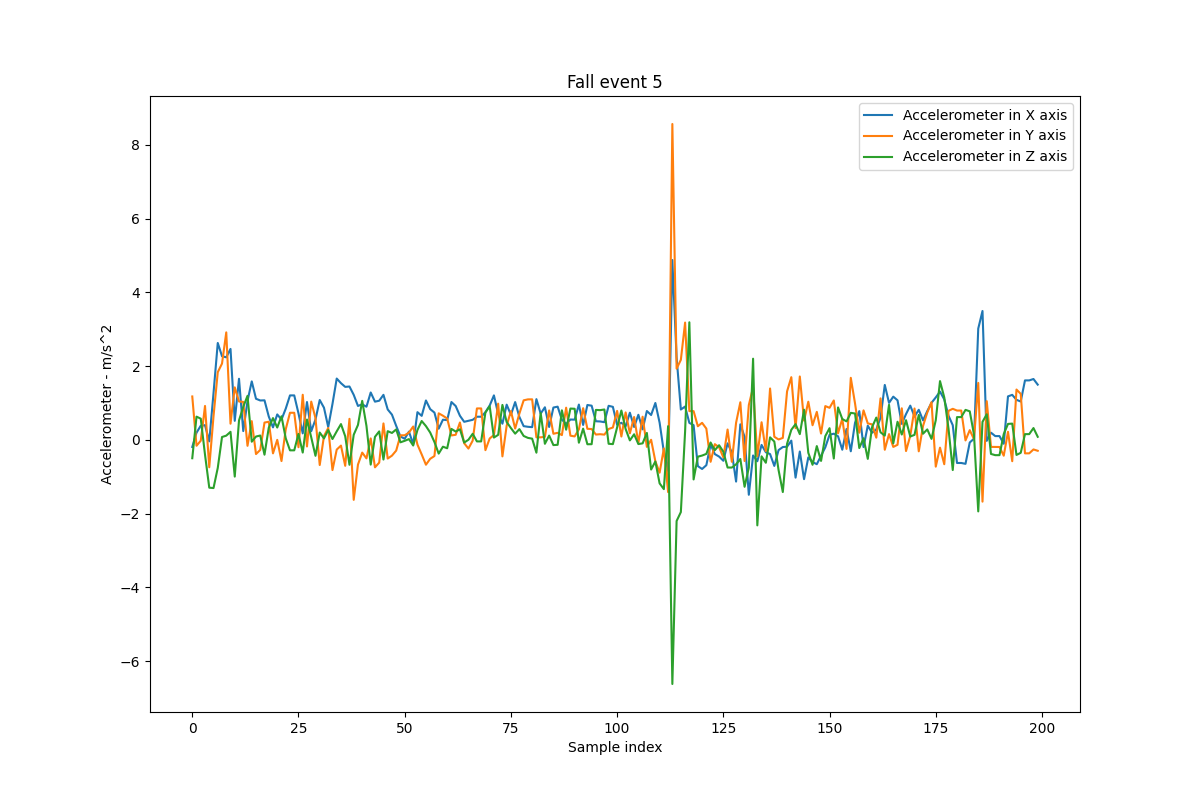 Fall event 5
Accelerometer in X axis
Accelerometer in Y axis
Accelerometer in Z axis
Accelerometer - m/s^2
8
6
4
2
0
−2
−4
−6
0 25 50 75 100 125 150 175 200
Sample index